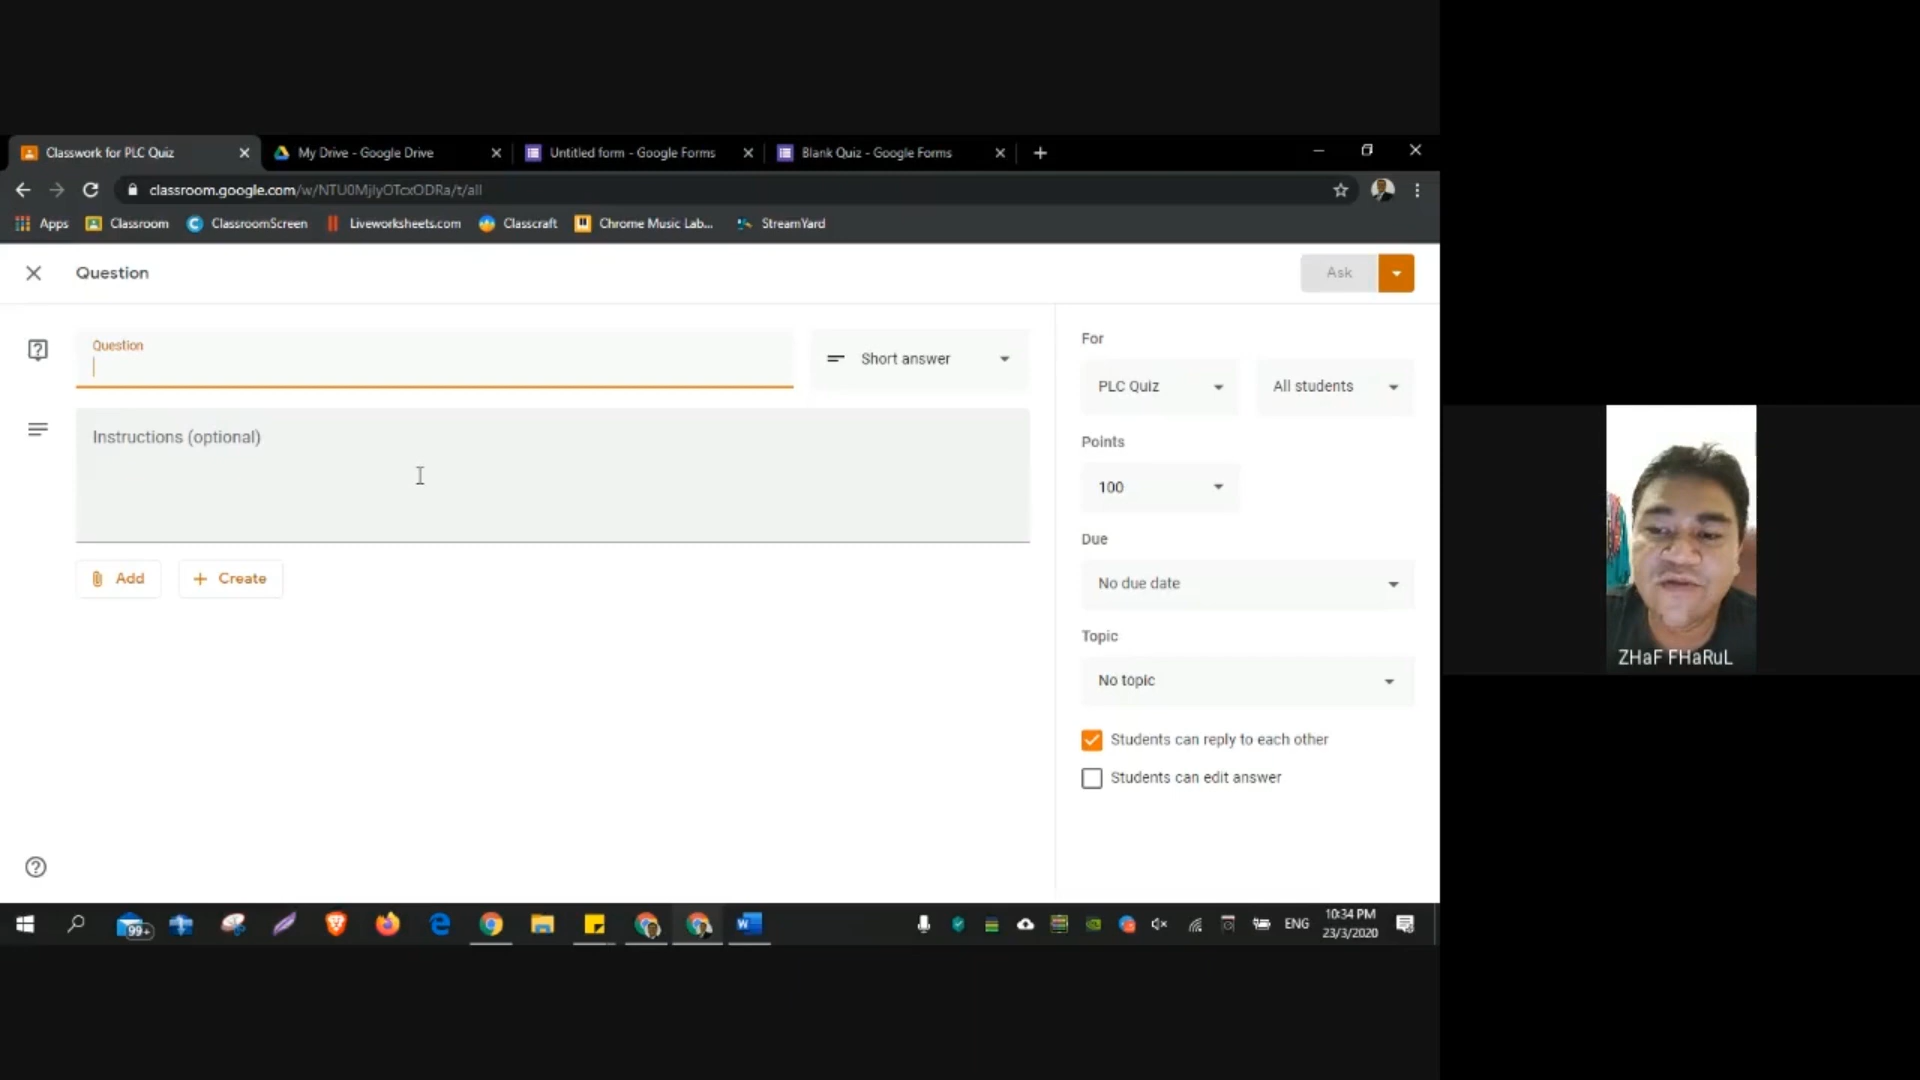 Classwork for PLC Quiz
My Drive - Google Drive
Untitled form - Google Forms
Blank Quiz - Google Forms
classroom.google.com/w/NTU0MjIyOTcxODRa/t/all
Apps
Classroom
ClassroomScreen
Liveworksheets.com
Classcraft
Chrome Music Lab...
StreamYard
Question
Ask
Question
Short answer
Instructions (optional)
Add
Create
For
PLC Quiz
All students
Points
100
Due
No due date
Topic
No topic
Students can reply to each other
Students can edit answer
ZHaF FHaRuL
99+
ENG
10:34 PM
23/3/2020